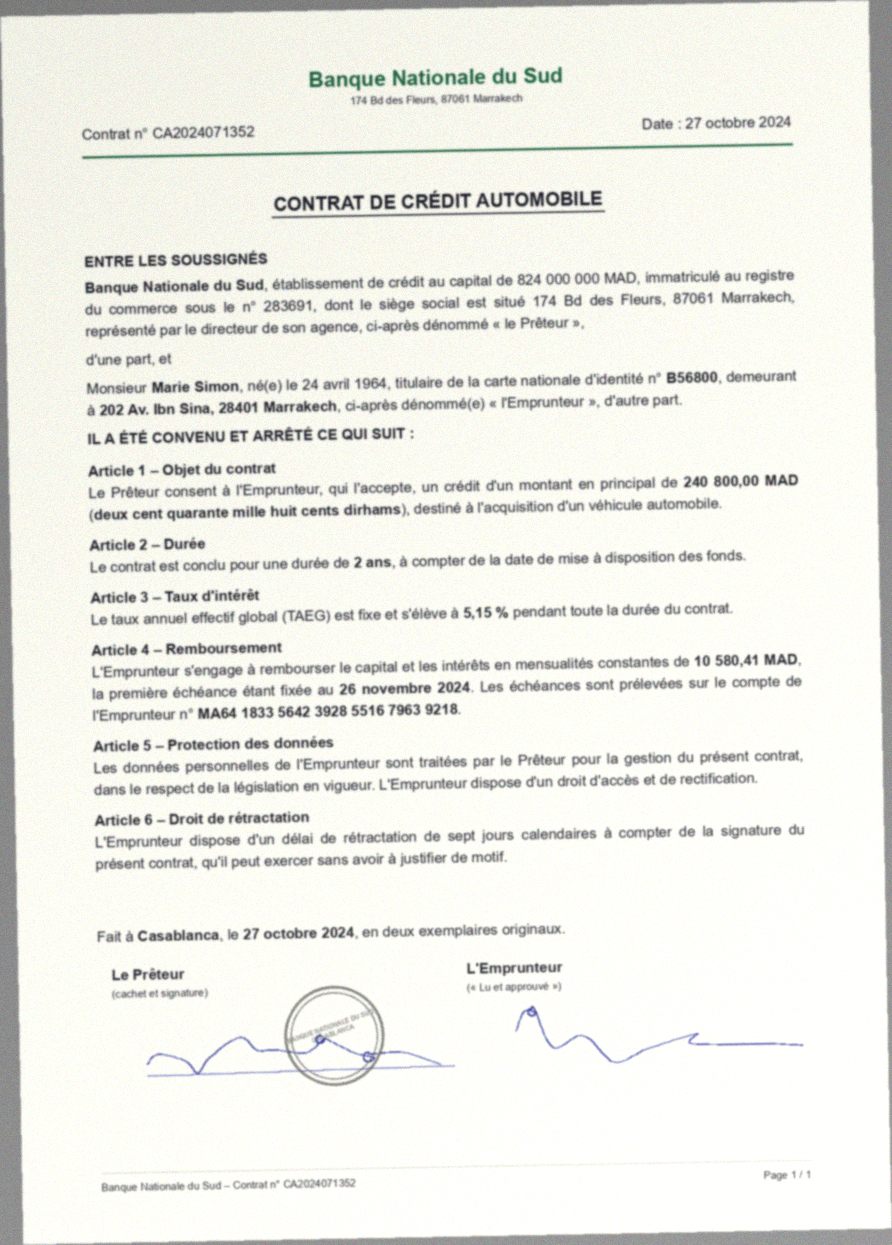 Banque Nationale du Sud
174 Bd des Fleurs, 87061 Marrakech
Contrat n° CA2024071352
Date : 27 octobre 2024
CONTRAT DE CRÉDIT AUTOMOBILE
ENTRE LES SOUSSIGNÉS
Banque Nationale du Sud, établissement de crédit au capital de 824 000 000 MAD, immatriculé au registre
du commerce sous le n° 283691, dont le siège social est situé 174 Bd des Fleurs, 87061 Marrakech,
représenté par le directeur de son agence, ci-après dénommé « le Prêteur »,
d'une part, et
Monsieur Marie Simon, né(e) le 24 avril 1964, titulaire de la carte nationale d'identité n° B56800, demeurant
à 202 Av. Ibn Sina, 28401 Marrakech, ci-après dénommé(e) « l'Emprunteur », d'autre part.
IL A ÉTÉ CONVENU ET ARRÊTÉ CE QUI SUIT :
Article 1 – Objet du contrat
Le Prêteur consent à l'Emprunteur, qui l'accepte, un crédit d'un montant en principal de 240 800,00 MAD
(deux cent quarante mille huit cents dirhams), destiné à l'acquisition d'un véhicule automobile.
Article 2 – Durée
Le contrat est conclu pour une durée de 2 ans, à compter de la date de mise à disposition des fonds.
Article 3 – Taux d'intérêt
Le taux annuel effectif global (TAEG) est fixe et s'élève à 5,15 % pendant toute la durée du contrat.
Article 4 – Remboursement
L'Emprunteur s'engage à rembourser le capital et les intérêts en mensualités constantes de 10 580,41 MAD,
la première échéance étant fixée au 26 novembre 2024. Les échéances sont prélevées sur le compte de
l'Emprunteur n° MA64 1833 5642 3928 5516 7963 9218.
Article 5 – Protection des données
Les données personnelles de l'Emprunteur sont traitées par le Prêteur pour la gestion du présent contrat,
dans le respect de la législation en vigueur. L'Emprunteur dispose d'un droit d'accès et de rectification.
Article 6 – Droit de rétractation
L'Emprunteur dispose d'un délai de rétractation de sept jours calendaires à compter de la signature du
présent contrat, qu'il peut exercer sans avoir à justifier de motif.
Fait à Casablanca, le 27 octobre 2024, en deux exemplaires originaux.
Le Prêteur
(cachet et signature)
L'Emprunteur
(« Lu et approuvé »)
BANQUE NATIONALE DU SUD
CASABLANCA
Banque Nationale du Sud – Contrat n° CA2024071352
Page 1 / 1